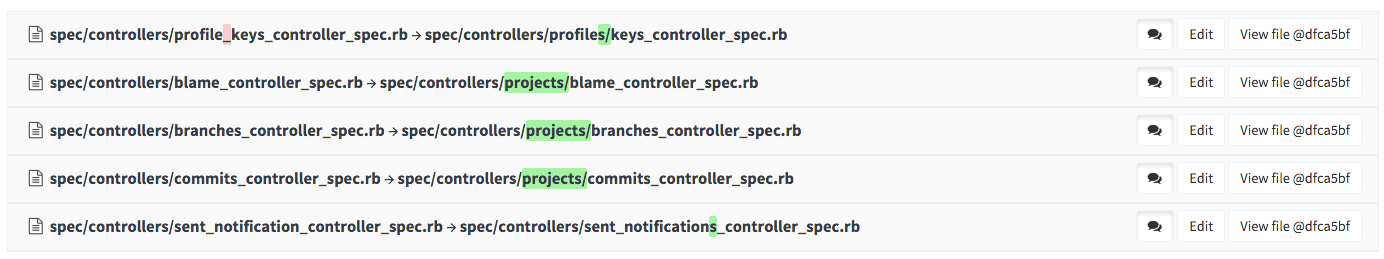 spec/controllers/profile_keys_controller_spec.rb → spec/controllers/profiles/keys_controller_spec.rb Edit View file @dfca5bf
spec/controllers/blame_controller_spec.rb → spec/controllers/projects/blame_controller_spec.rb Edit View file @dfca5bf
spec/controllers/branches_controller_spec.rb → spec/controllers/projects/branches_controller_spec.rb Edit View file @dfca5bf
spec/controllers/commits_controller_spec.rb → spec/controllers/projects/commits_controller_spec.rb Edit View file @dfca5bf
spec/controllers/sent_notification_controller_spec.rb → spec/controllers/sent_notifications_controller_spec.rb Edit View file @dfca5bf